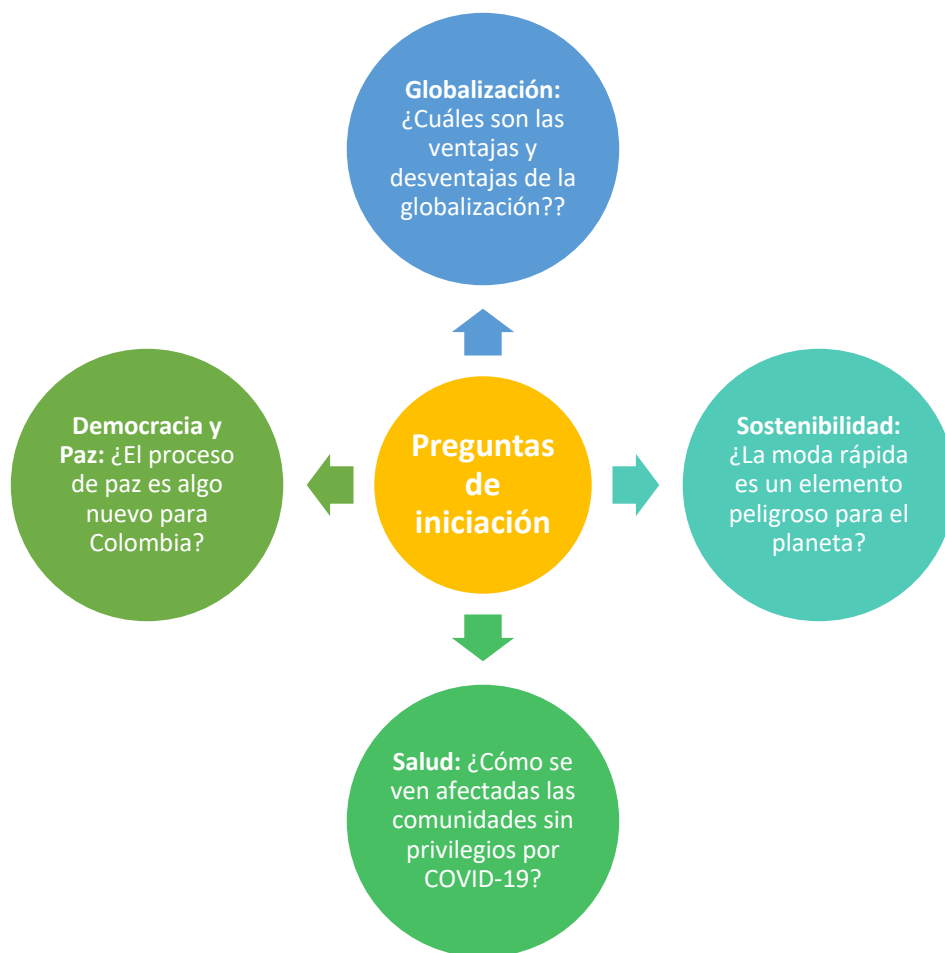 Globalización:
¿Cuáles son las
ventajas y
desventajas de la
globalización??
Democracia y
Paz: ¿El proceso
de paz es algo
nuevo para
Colombia?
Preguntas
de
iniciación
Sostenibilidad:
¿La moda rápida
es un elemento
peligroso para el
planeta?
Salud: ¿Cómo se
ven afectadas las
comunidades sin
privilegios por
COVID-19?